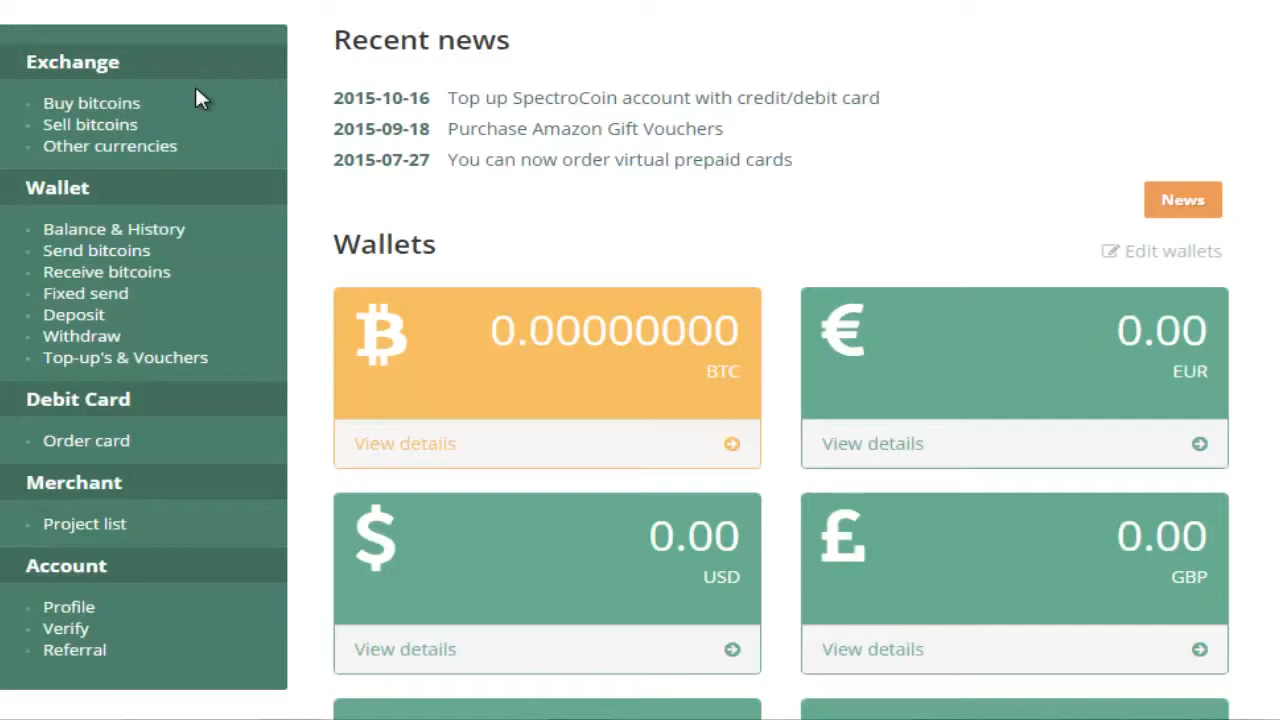 Exchange
Buy bitcoins
Sell bitcoins
Other currencies
Wallet
Balance & History
Send bitcoins
Receive bitcoins
Fixed send
Deposit
Withdraw
Top-up's & Vouchers
Debit Card
Order card
Merchant
Project list
Account
Profile
Verify
Referral
Recent news
2015-10-16 Top up SpectroCoin account with credit/debit card
2015-09-18 Purchase Amazon Gift Vouchers
2015-07-27 You can now order virtual prepaid cards
News
Wallets
Edit wallets
0.00000000
BTC
View details
€ 0.00
EUR
View details
$ 0.00
USD
View details
£ 0.00
GBP
View details